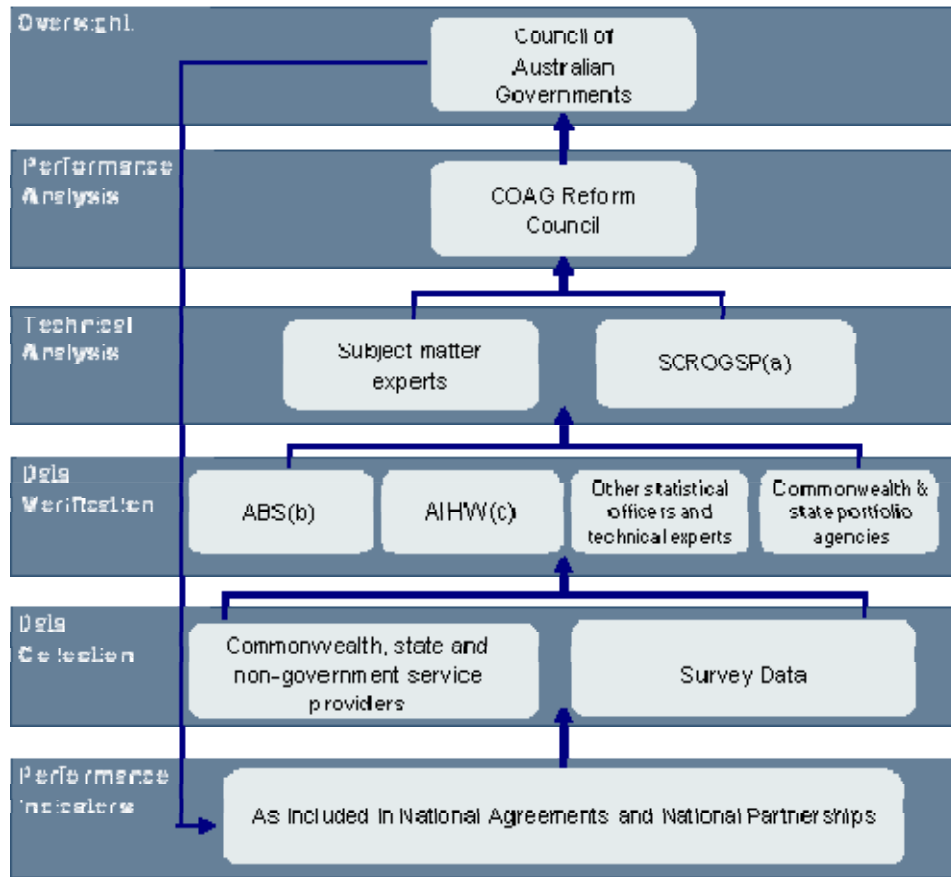 Oversight
Council of
Australian
Governments
Performance
Analysis
COAG Reform
Council
Technical
Analysis
Subject matter
experts
SCROGSP(a)
Data
Verification
ABS(b)
AIHW(c)
Other statistical
officers and
technical experts
Commonwealth &
state portfolio
agencies
Data
Collection
Commonwealth, state and
non-government service
providers
Survey Data
Performance
Indicators
As included in National Agreements and National Partnerships